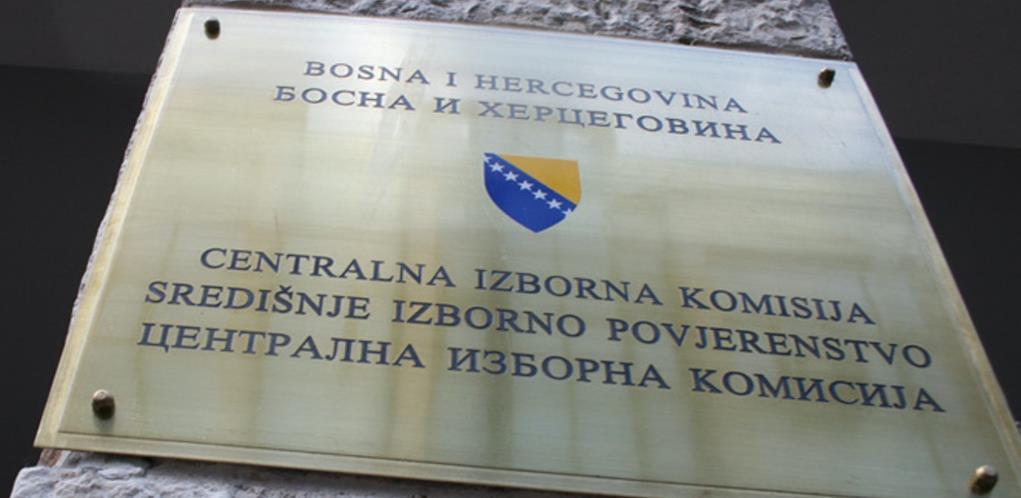 BOSNA I HERCEGOVINA
БОСНА И ХЕРЦЕГОВИНА
CENTRALNA IZBORNA KOMISIJA
SREDIŠNJE IZBORNO POVJERENSTVO
ЦЕНТРАЛНА ИЗБОРНА КОМИСИЈА